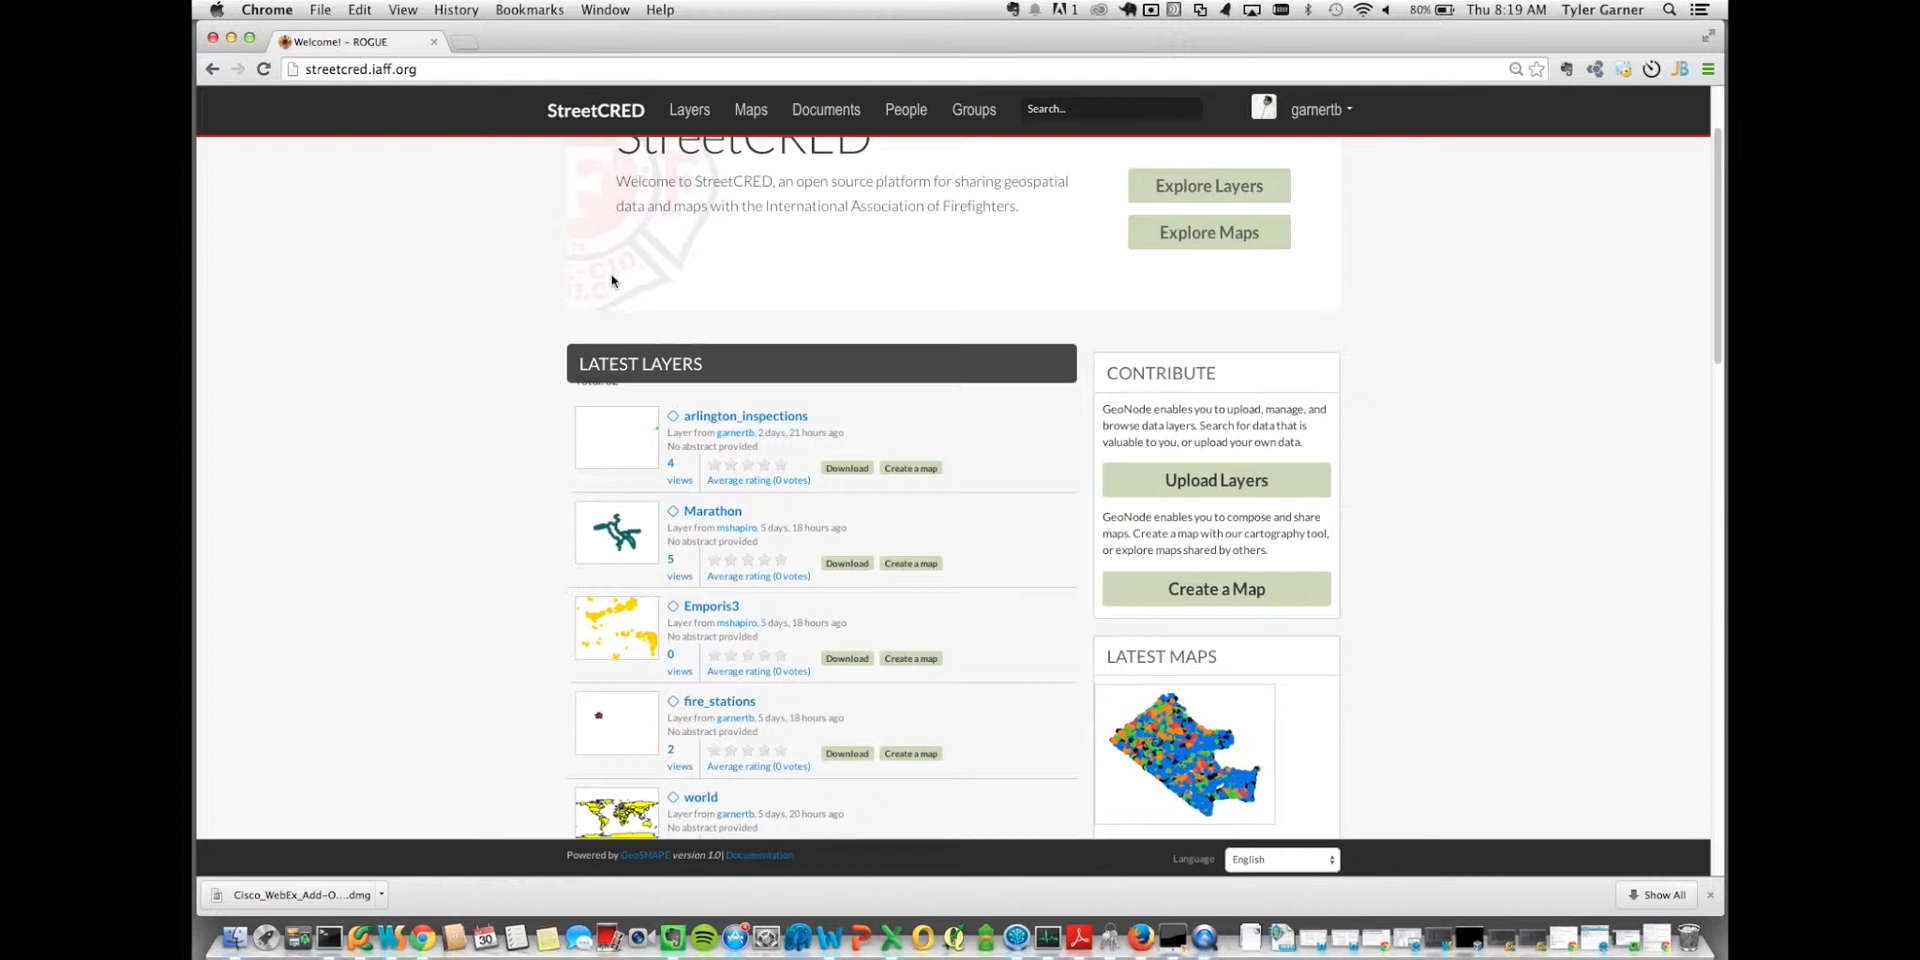 Chrome File Edit View History Bookmarks Window Help
1 80% Thu 8:19 AM Tyler Garner
Welcome! – ROGUE
streetcred.iaff.org
JB
StreetCRED Layers Maps Documents People Groups Search... garnertb
StreetCRED
Welcome to StreetCRED, an open source platform for sharing geospatial
data and maps with the International Association of Firefighters.
Explore Layers
Explore Maps
LATEST LAYERS
arlington_inspections
Layer from garnertb, 2 days, 21 hours ago
No abstract provided
4
views
Average rating (0 votes)
Download Create a map
Marathon
Layer from mshapiro, 5 days, 18 hours ago
No abstract provided
5
views
Average rating (0 votes)
Download Create a map
Emporis3
Layer from mshapiro, 5 days, 18 hours ago
No abstract provided
0
views
Average rating (0 votes)
Download Create a map
fire_stations
Layer from garnertb, 5 days, 18 hours ago
No abstract provided
2
views
Average rating (0 votes)
Download Create a map
world
Layer from garnertb, 5 days, 20 hours ago
No abstract provided
CONTRIBUTE
GeoNode enables you to upload, manage, and
browse data layers. Search for data that is
valuable to you, or upload your own data.
Upload Layers
GeoNode enables you to compose and share
maps. Create a map with our cartography tool,
or explore maps shared by others.
Create a Map
LATEST MAPS
Powered by GeoSHAPE version 1.0 | Documentation
Language English
Cisco_WebEx_Add-O....dmg
Show All
30